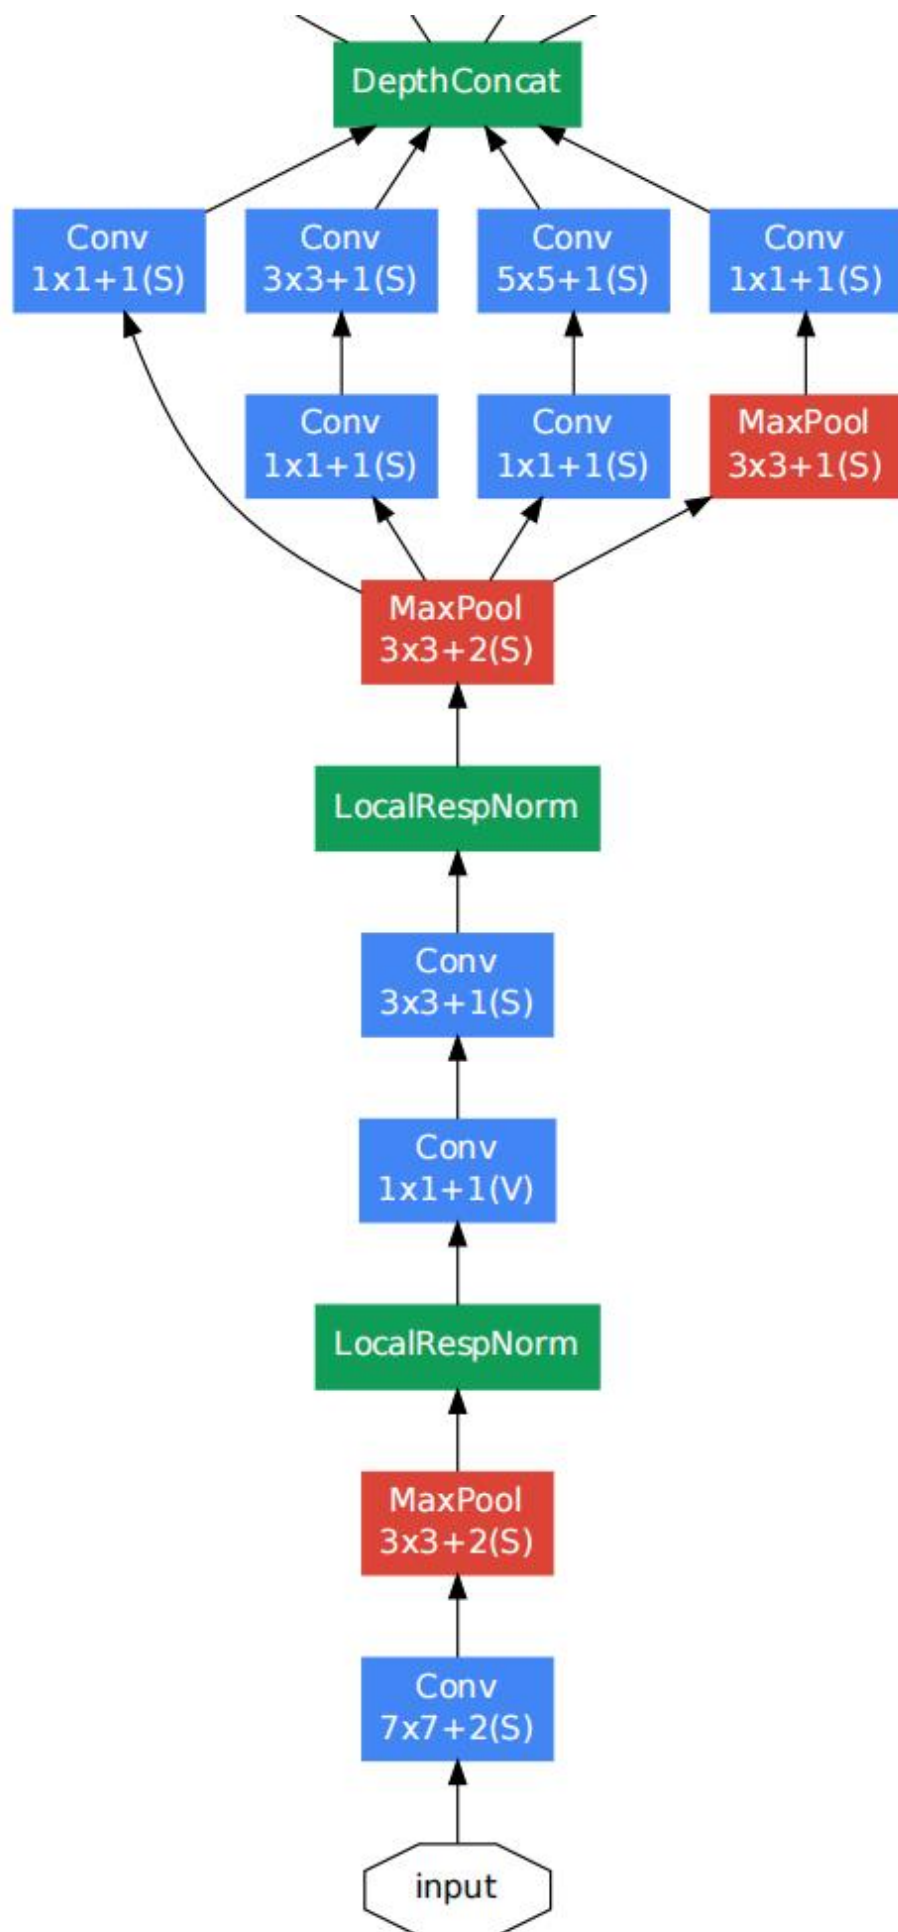 DepthConcat
Conv
1x1+1(S)
Conv
3x3+1(S)
Conv
5x5+1(S)
Conv
1x1+1(S)
Conv
1x1+1(S)
Conv
1x1+1(S)
MaxPool
3x3+1(S)
MaxPool
3x3+2(S)
LocalRespNorm
Conv
3x3+1(S)
Conv
1x1+1(V)
LocalRespNorm
MaxPool
3x3+2(S)
Conv
7x7+2(S)
input